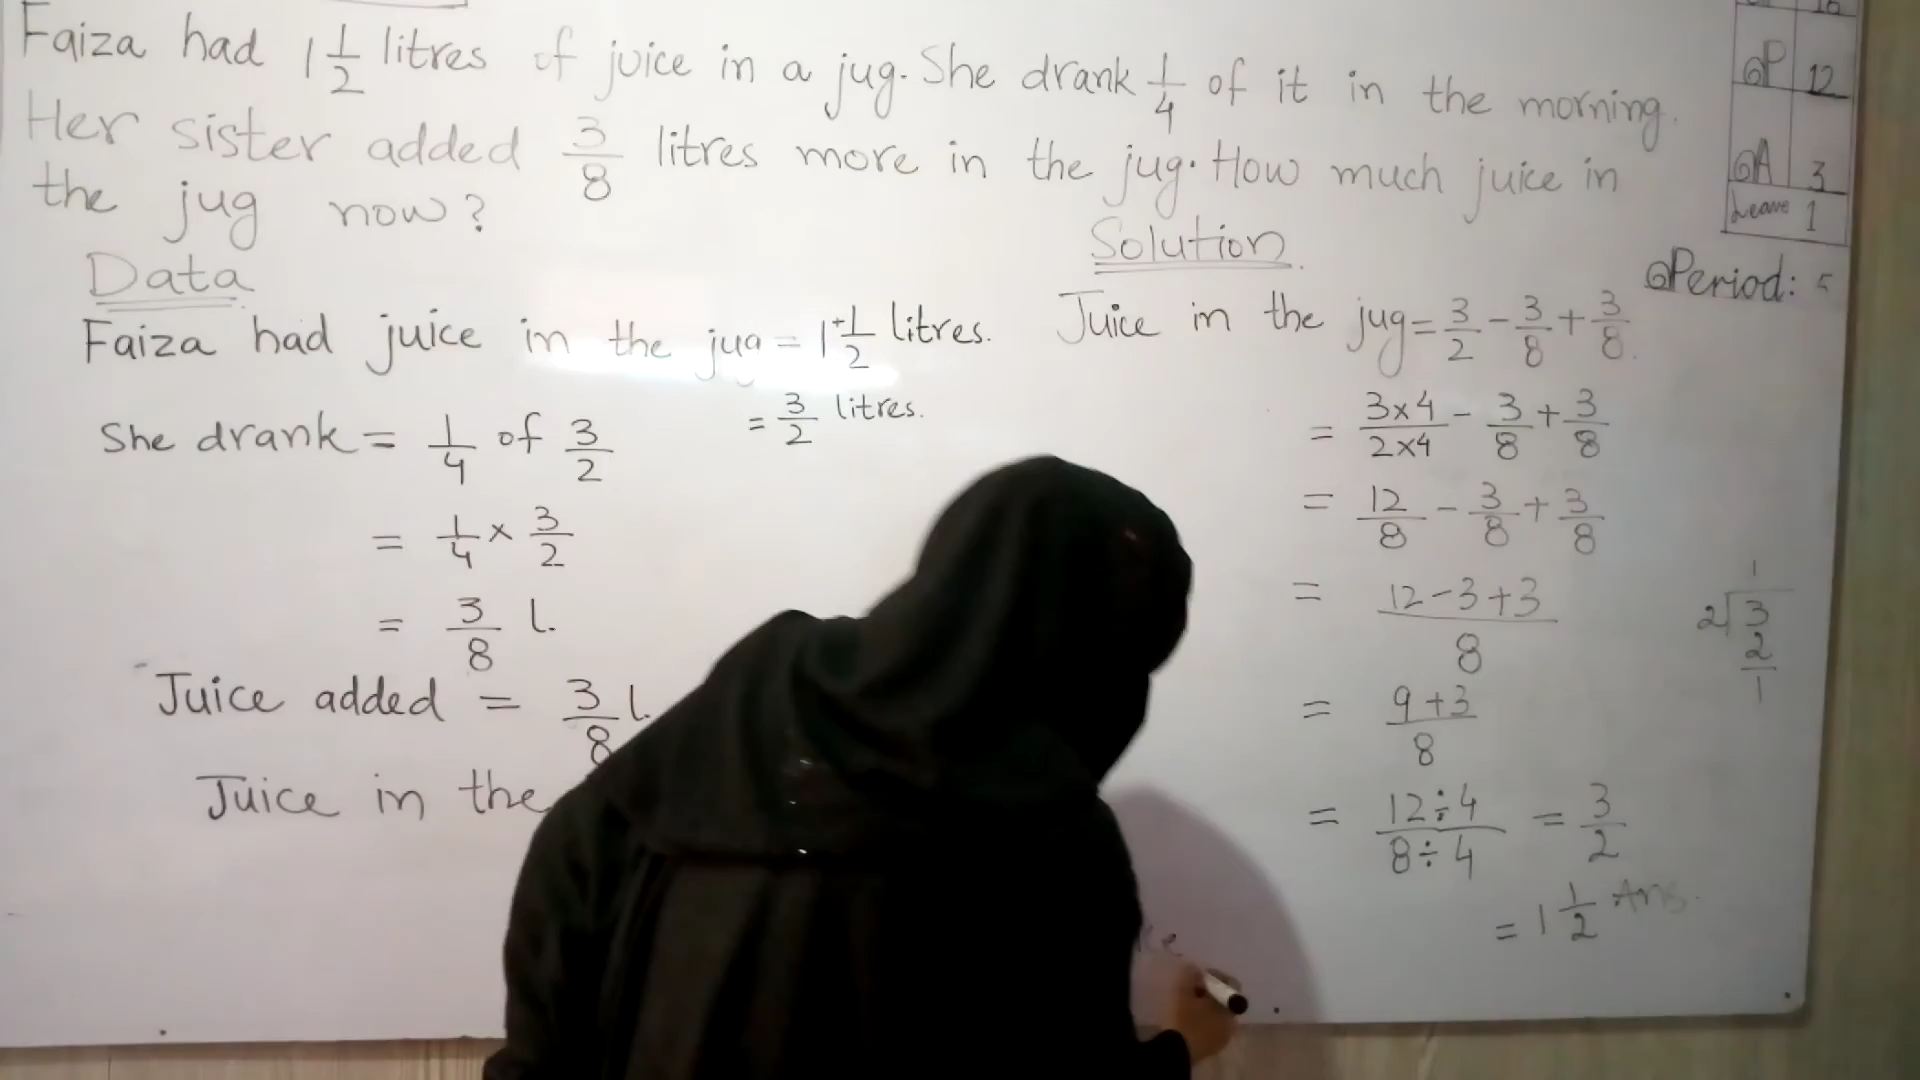 Faiza had 1 1/2 litres of juice in a jug. She drank 1/4 of it in the morning.
Her sister added 3/8 litres more in the jug. How much juice in
the jug now?
Data
Faiza had juice in the jug = 1 1/2 litres.
= 3/2 litres.
She drank = 1/4 of 3/2
= 1/4 × 3/2
= 3/8 l.
Juice added = 3/8 l.
Juice in the
Solution
Juice in the jug = 3/2 - 3/8 + 3/8.
= 3×4/2×4 - 3/8 + 3/8
= 12/8 - 3/8 + 3/8
= 12-3+3/8
= 9+3/8
= 12÷4/8÷4 = 3/2
= 1 1/2 Ans.
1
2 3
2
1
P 12
A 3
Leave 1
Period: